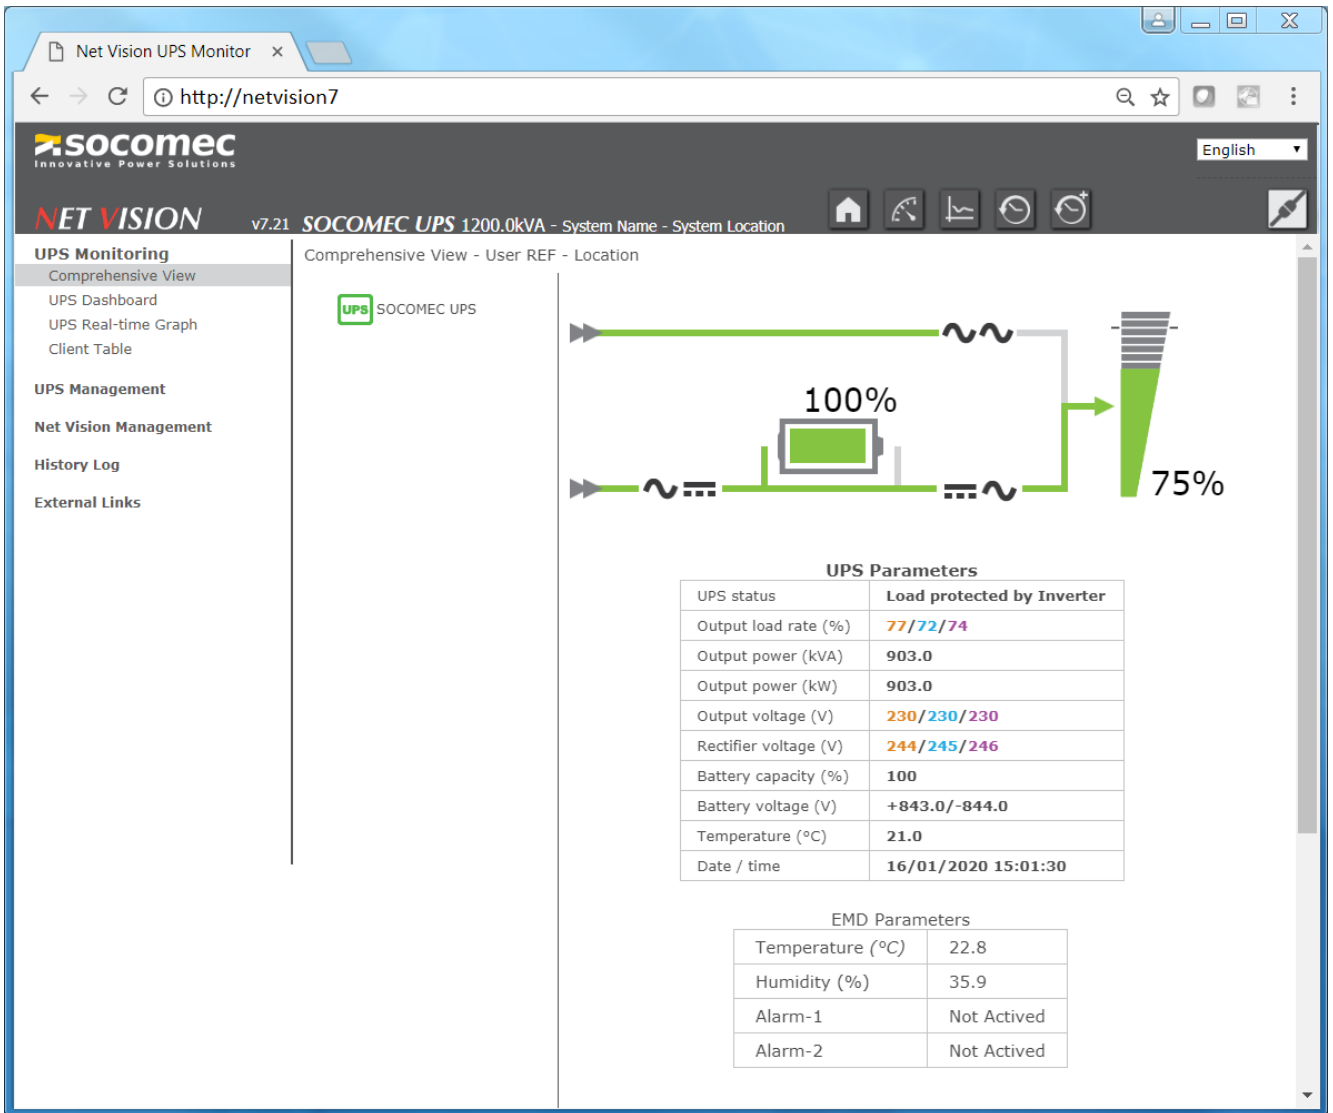 Net Vision UPS Monitor
http://netvision7
socomec
Innovative Power Solutions
English
NET VISION v7.21 SOCOMEC UPS 1200.0kVA - System Name - System Location
UPS Monitoring
Comprehensive View
UPS Dashboard
UPS Real-time Graph
Client Table
UPS Management
Net Vision Management
History Log
External Links
Comprehensive View - User REF - Location
UPS SOCOMEC UPS
100%
75%
UPS Parameters
UPS status Load protected by Inverter
Output load rate (%) 77/72/74
Output power (kVA) 903.0
Output power (kW) 903.0
Output voltage (V) 230/230/230
Rectifier voltage (V) 244/245/246
Battery capacity (%) 100
Battery voltage (V) +843.0/-844.0
Temperature (°C) 21.0
Date / time 16/01/2020 15:01:30
EMD Parameters
Temperature (°C) 22.8
Humidity (%) 35.9
Alarm-1 Not Actived
Alarm-2 Not Actived